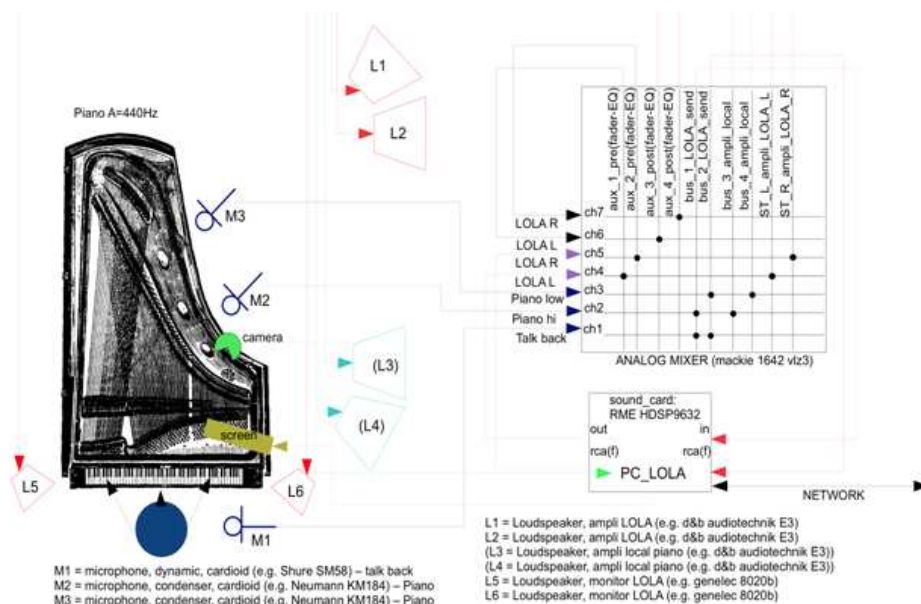 L1
L2
Piano A=440Hz
M3
M2
camera
(L3)
(L4)
screen
L5
L6
M1
M1 = microphone, dynamic, cardioid (e.g. Shure SM58) – talk back
M2 = microphone, condenser, cardioid (e.g. Neumann KM184) – Piano
M3 = microphone, condenser, cardioid (e.g. Neumann KM184) – Piano
aux_1_pre(fader-EQ)
aux_2_pre(fader-EQ)
aux_3_post(fader-EQ)
aux_4_post(fader-EQ)
bus_1_LOLA_send
bus_2_LOLA_send
bus_3_ampli_local
bus_4_ampli_local
ST_L_ampli_LOLA_L
ST_R_ampli_LOLA_R
ch7
LOLA R
ch6
LOLA L
ch5
LOLA R
ch4
LOLA L
ch3
Piano low
ch2
Piano hi
ch1
Talk back
ANALOG MIXER (mackie 1642 vlz3)
sound_card:
RME HDSP9632
out in
rca(f) rca(f)
PC_LOLA
NETWORK
L1 = Loudspeaker, ampli LOLA (e.g. d&b audiotechnik E3)
L2 = Loudspeaker, ampli LOLA (e.g. d&b audiotechnik E3)
(L3 = Loudspeaker, ampli local piano (e.g. d&b audiotechnik E3))
(L4 = Loudspeaker, ampli local piano (e.g. d&b audiotechnik E3))
L5 = Loudspeaker, monitor LOLA (e.g. genelec 8020b)
L6 = Loudspeaker, monitor LOLA (e.g. genelec 8020b)